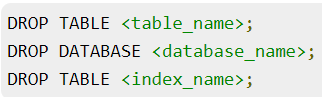 DROP TABLE <table_name>;
DROP DATABASE <database_name>;
DROP TABLE <index_name>;